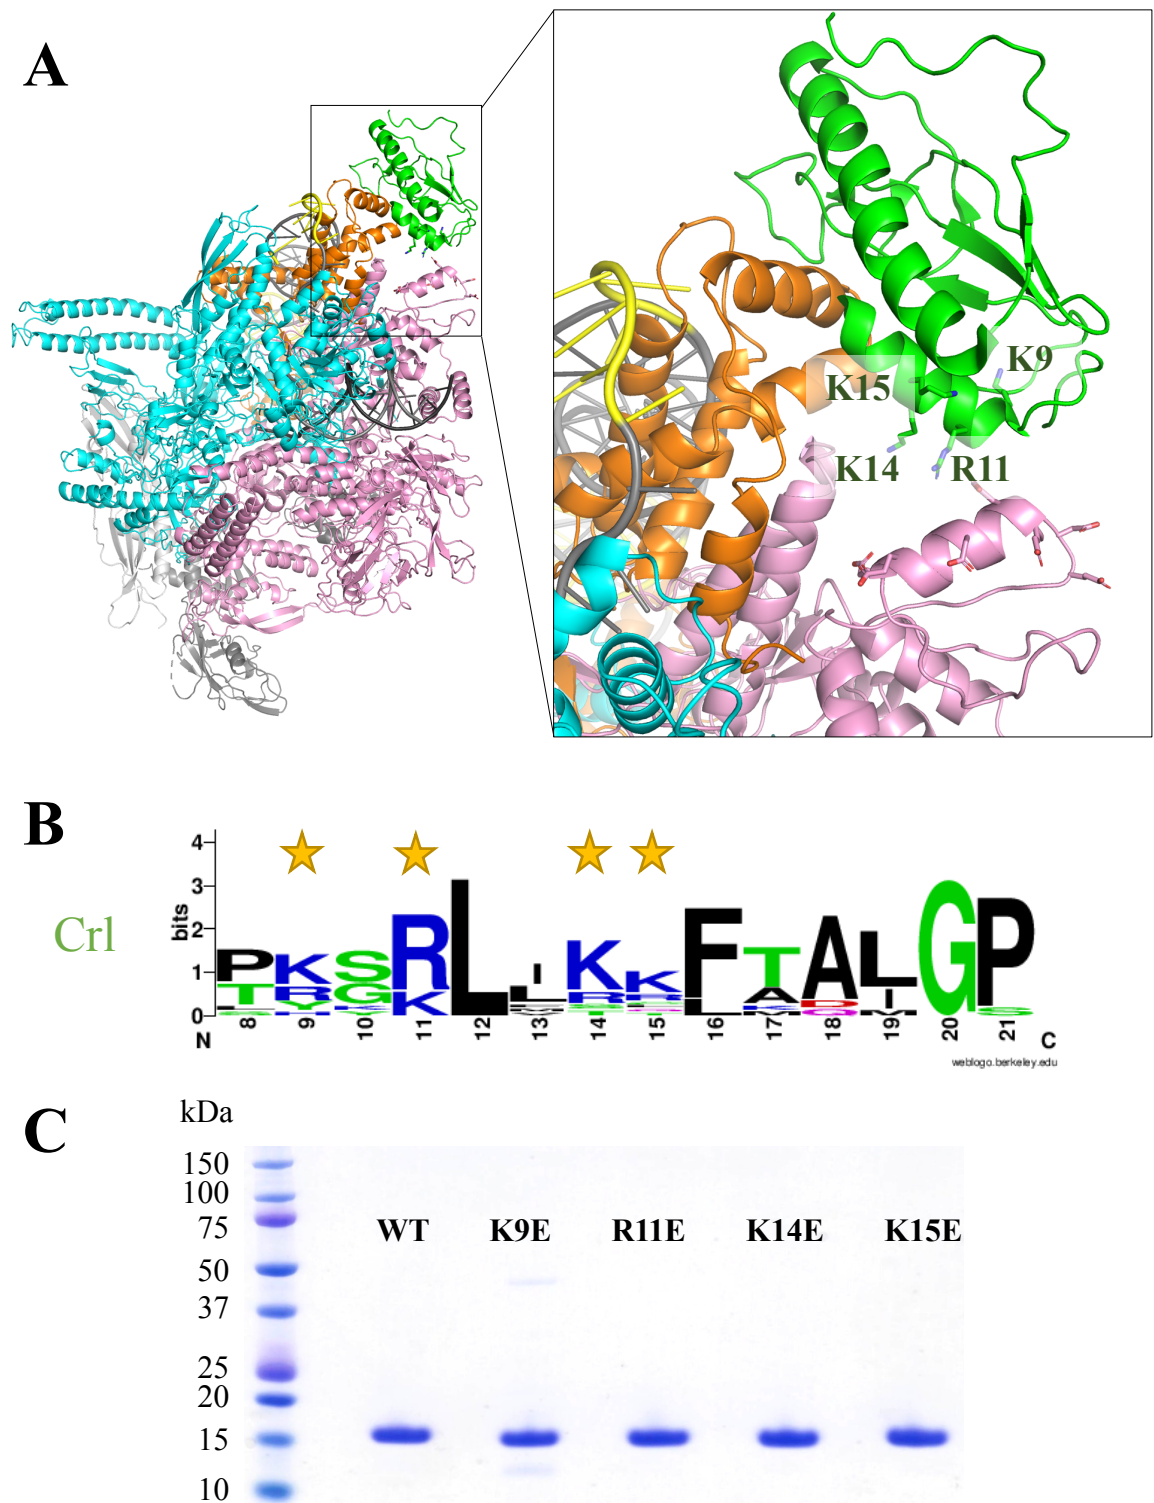 A
K9
K15
K14 R11
B
Crl
bits
4
3
2
1
0
P K S R L I K K F T A L G P
T R G K L R R A I S
8 9 10 11 12 13 14 15 16 17 18 19 20 21
N C
weblogo.berkeley.edu
C
kDa
150
100
75
50
37
25
20
15
10
WT K9E R11E K14E K15E